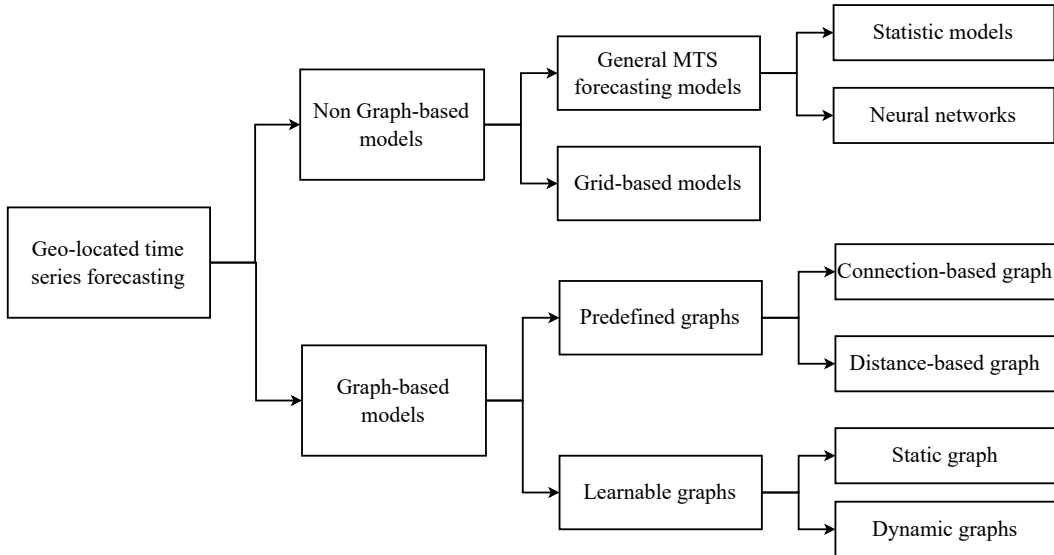 Statistic models
General MTS
forecasting models
Non Graph-based
models
Neural networks
Grid-based models
Geo-located time
series forecasting
Connection-based graph
Predefined graphs
Distance-based graph
Graph-based
models
Static graph
Learnable graphs
Dynamic graphs